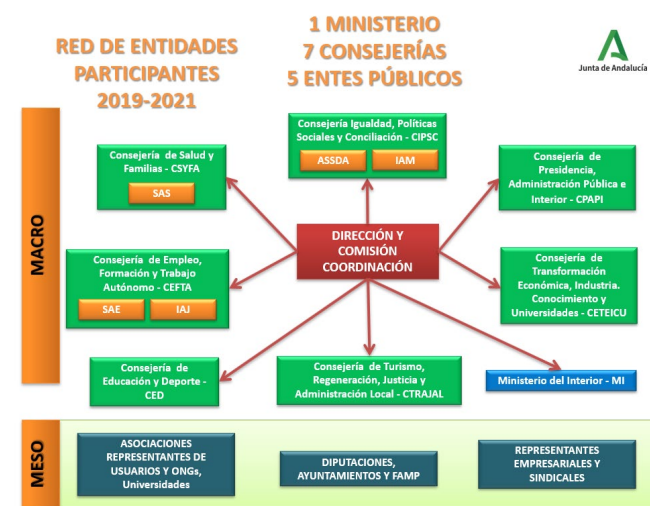 RED DE ENTIDADES
PARTICIPANTES
2019-2021
1 MINISTERIO
7 CONSEJERÍAS
5 ENTES PÚBLICOS
Junta de Andalucía
MACRO
Consejería Igualdad, Políticas
Sociales y Conciliación - CIPSC
ASSDA
IAM
Consejería de Salud y
Familias - CSYFA
SAS
Consejería de
Presidencia,
Administración Pública e
Interior - CPAPI
DIRECCIÓN Y
COMISIÓN
COORDINACIÓN
Consejería de Empleo,
Formación y Trabajo
Autónomo - CEFTA
SAE
IAJ
Consejería de
Transformación
Económica, Industria.
Conocimiento y
Universidades - CETEICU
Consejería de
Educación y Deporte -
CED
Consejería de Turismo,
Regeneración, Justicia y
Administración Local - CTRAJAL
Ministerio del Interior - MI
MESO
ASOCIACIONES
REPRESENTANTES DE
USUARIOS Y ONGs,
Universidades
DIPUTACIONES,
AYUNTAMIENTOS Y FAMP
REPRESENTANTES
EMPRESARIALES Y
SINDICALES